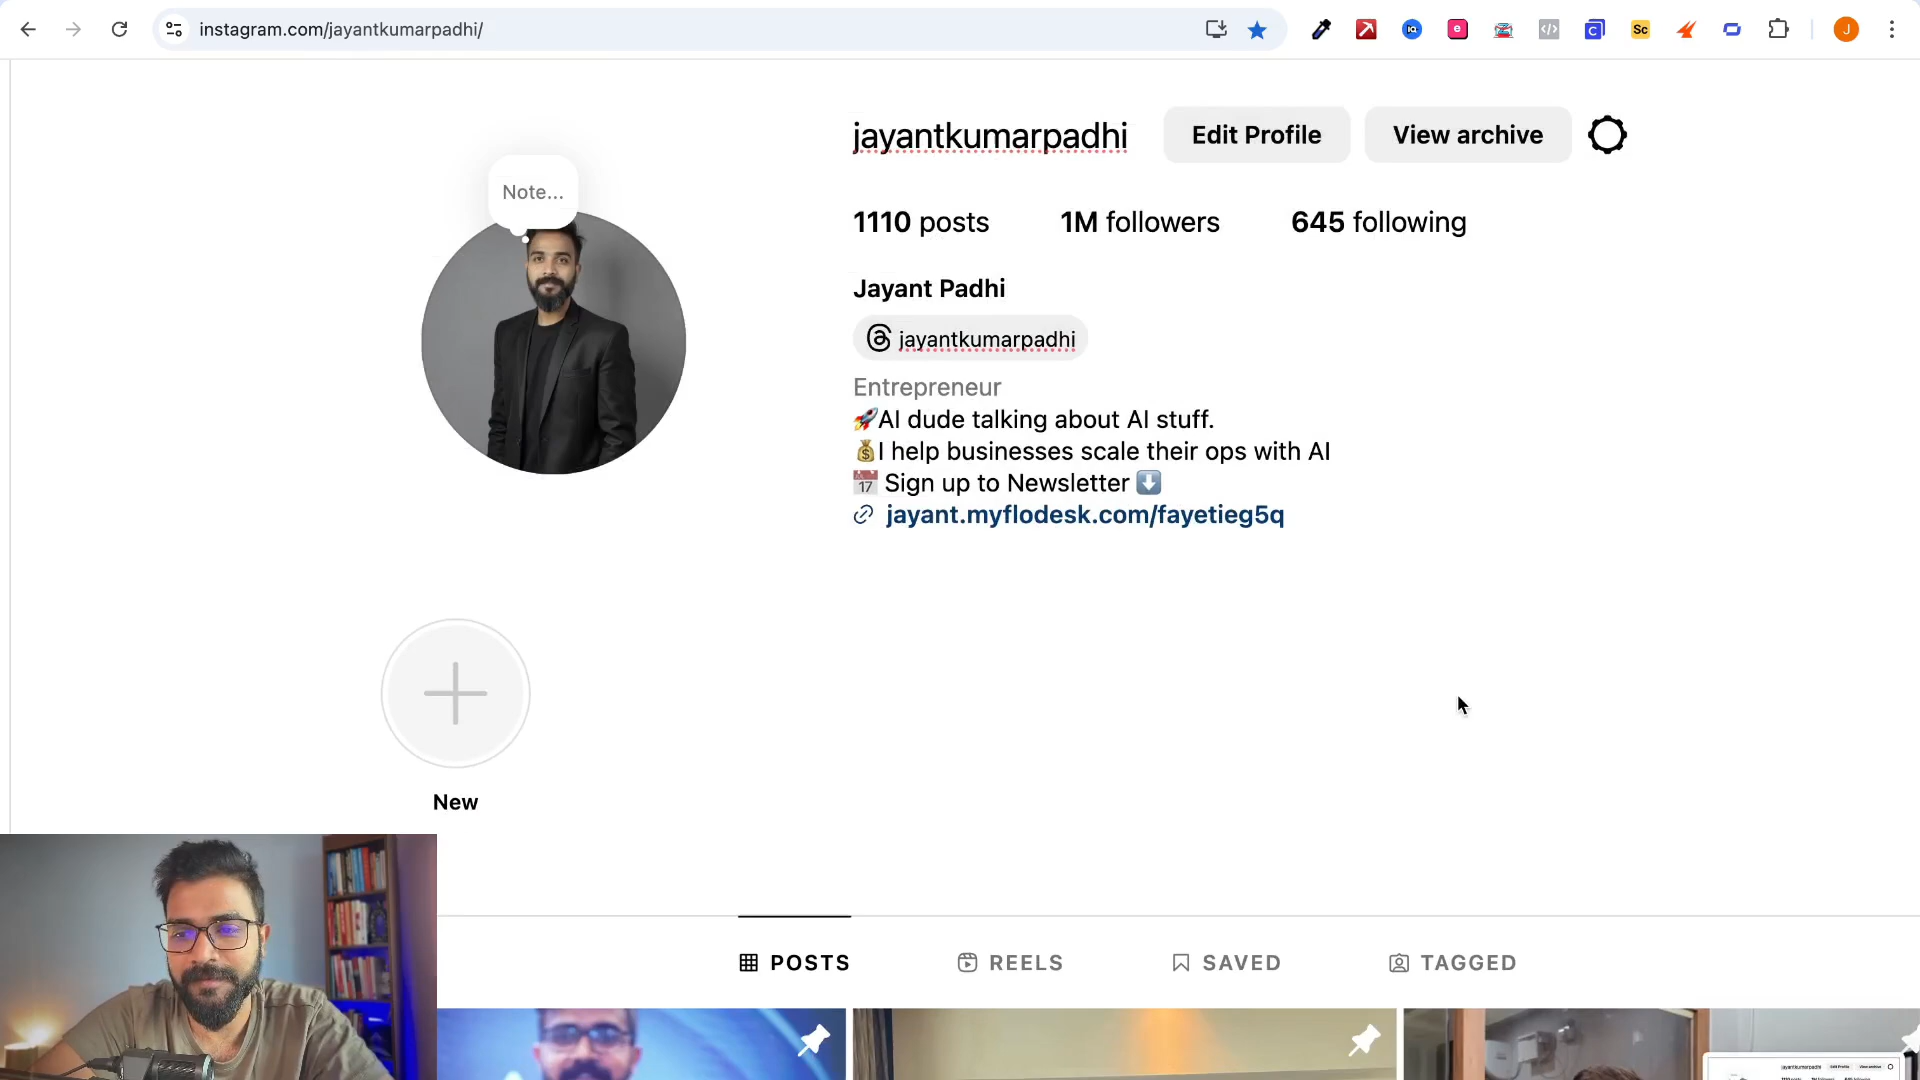 instagram.com/jayantkumarpadhi/
Sc
J
jayantkumarpadhi
Edit Profile
View archive
Note...
1110 posts
1M followers
645 following
Jayant Padhi
jayantkumarpadhi
Entrepreneur
🚀AI dude talking about AI stuff.
💰I help businesses scale their ops with AI
📅 Sign up to Newsletter ⬇️
jayant.myflodesk.com/fayetieg5q
New
POSTS
REELS
SAVED
TAGGED